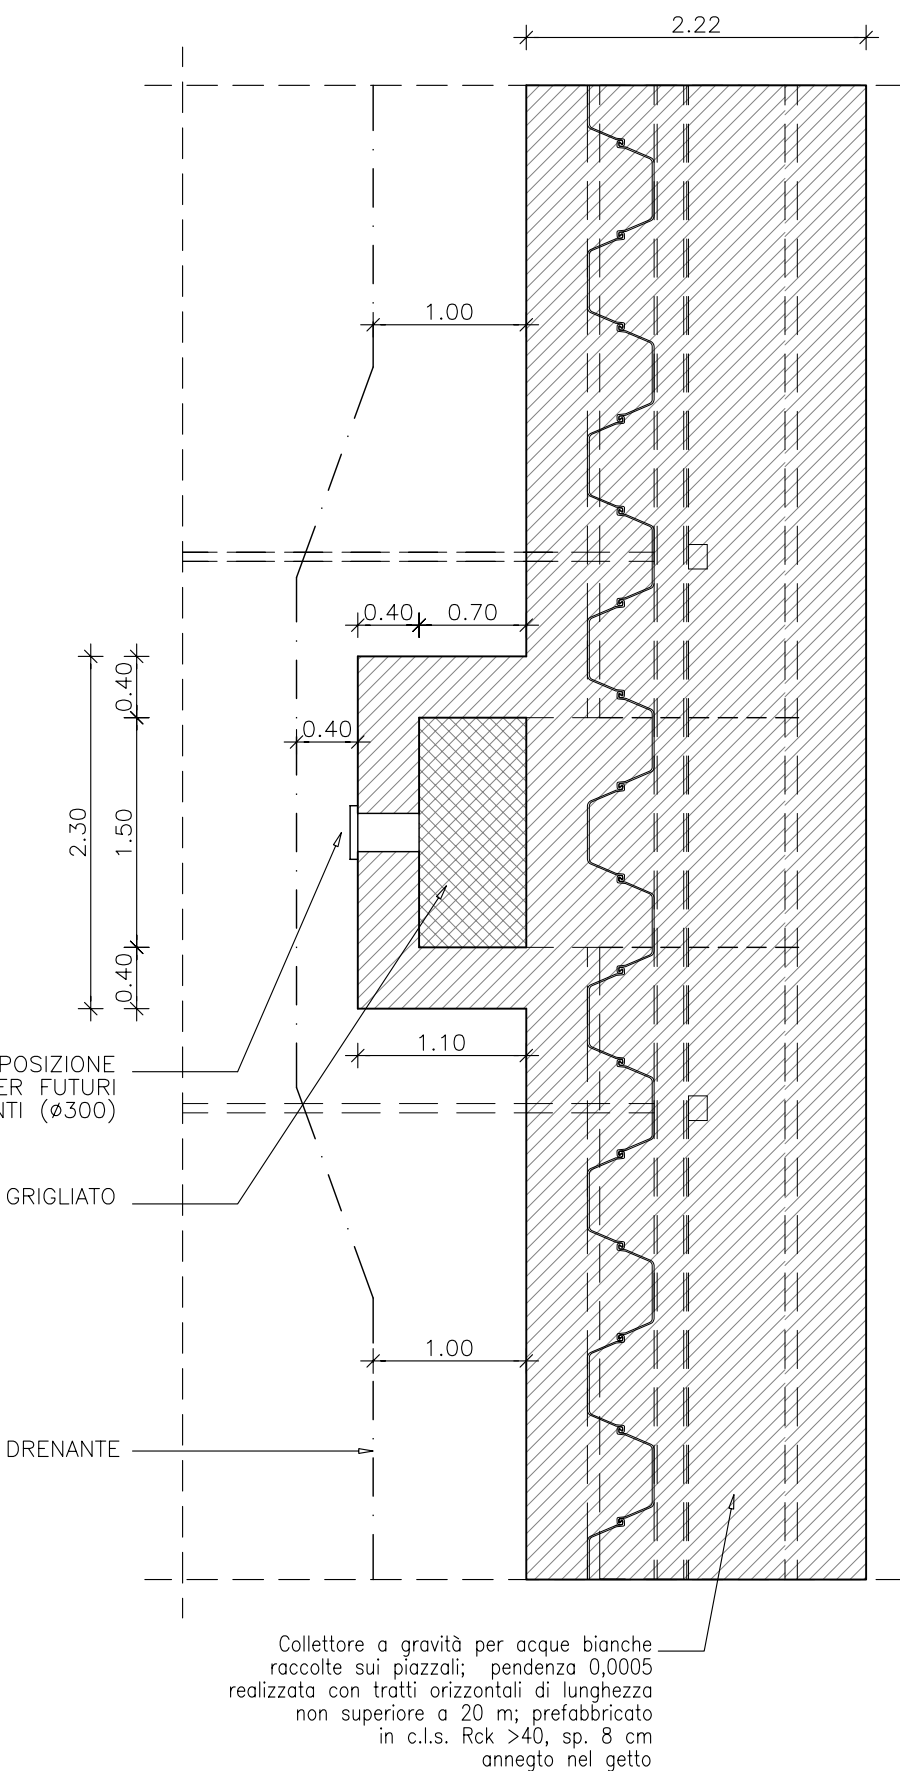 2.22
1.00
0.40
0.70
0.40
0.40
2.30
1.50
0.40
1.10
POSIZIONE
ER FUTURI
NTI (ø300)
GRIGLIATO
1.00
DRENANTE
Collettore a gravità per acque bianche
raccolte sui piazzali; pendenza 0,0005
realizzata con tratti orizzontali di lunghezza
non superiore a 20 m; prefabbricato
in c.l.s. Rck >40, sp. 8 cm
annegto nel getto